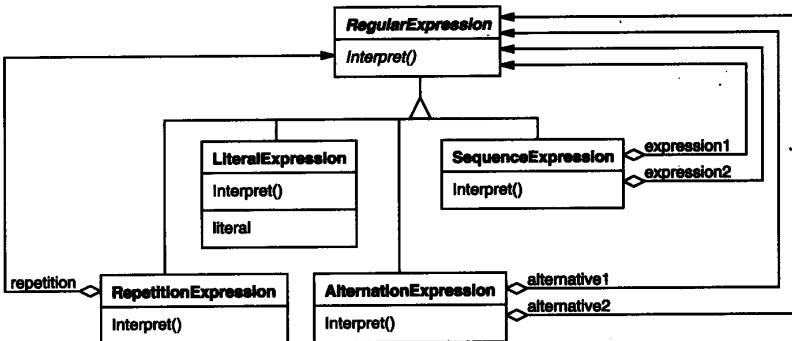 RegularExpression
Interpret()
LiteralExpression
Interpret()
literal
SequenceExpression
Interpret()
expression1
expression2
repetition
RepetitionExpression
Interpret()
AlternationExpression
Interpret()
alternative1
alternative2